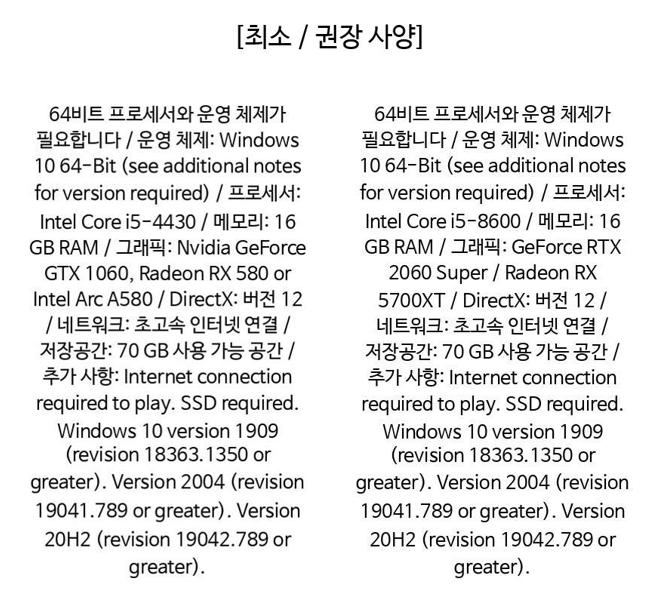 [최소 / 권장 사양]
64비트 프로세서와 운영 체제가
필요합니다 / 운영 체제: Windows
10 64-Bit (see additional notes
for version required) / 프로세서:
Intel Core i5-4430 / 메모리: 16
GB RAM / 그래픽: Nvidia GeForce
GTX 1060, Radeon RX 580 or
Intel Arc A580 / DirectX: 버전 12
/ 네트워크: 초고속 인터넷 연결 /
저장공간: 70 GB 사용 가능 공간 /
추가 사항: Internet connection
required to play. SSD required.
Windows 10 version 1909
(revision 18363.1350 or
greater). Version 2004 (revision
19041.789 or greater). Version
20H2 (revision 19042.789 or
greater).
64비트 프로세서와 운영 체제가
필요합니다 / 운영 체제: Windows
10 64-Bit (see additional notes
for version required) / 프로세서:
Intel Core i5-8600 / 메모리: 16
GB RAM / 그래픽: GeForce RTX
2060 Super / Radeon RX
5700XT / DirectX: 버전 12 /
네트워크: 초고속 인터넷 연결 /
저장공간: 70 GB 사용 가능 공간 /
추가 사항: Internet connection
required to play. SSD required.
Windows 10 version 1909
(revision 18363.1350 or
greater). Version 2004 (revision
19041.789 or greater). Version
20H2 (revision 19042.789 or
greater).